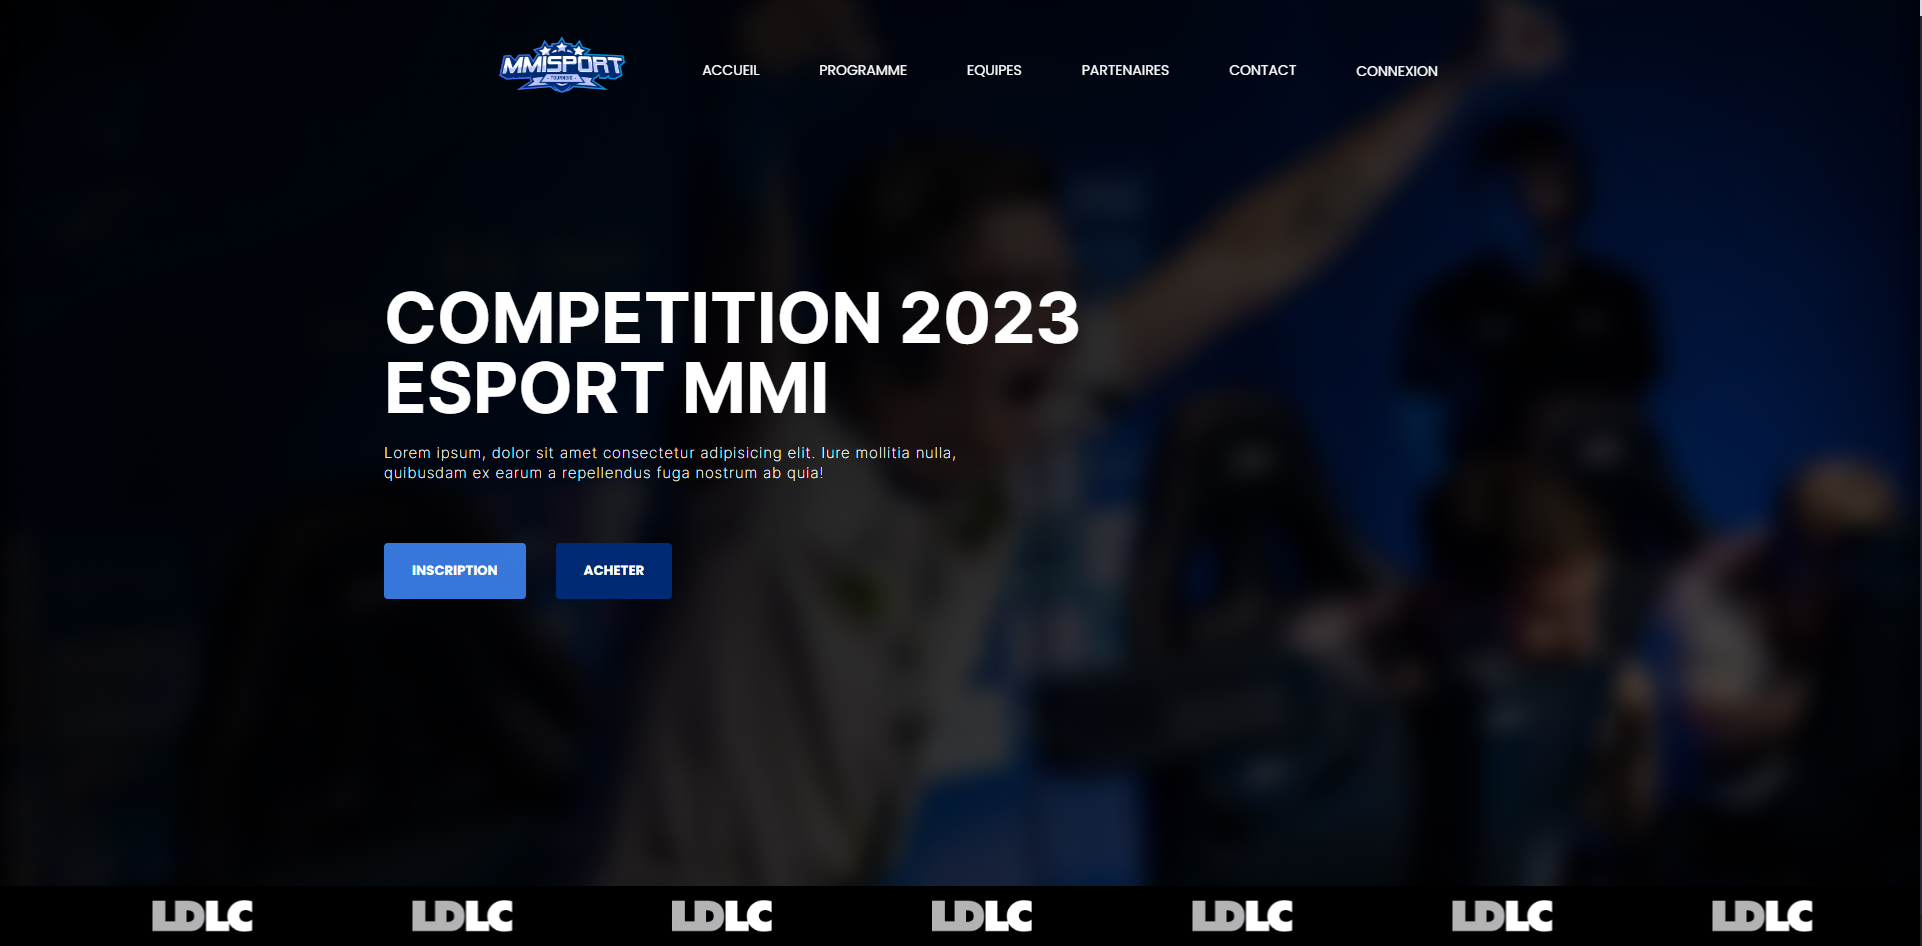 MMISPORT
TOURNOIS
ACCUEIL
PROGRAMME
EQUIPES
PARTENAIRES
CONTACT
CONNEXION
COMPETITION 2023
ESPORT MMI
Lorem ipsum, dolor sit amet consectetur adipisicing elit. Iure mollitia nulla,
quibusdam ex earum a repellendus fuga nostrum ab quia!
INSCRIPTION
ACHETER
LDLC
LDLC
LDLC
LDLC
LDLC
LDLC
LDLC